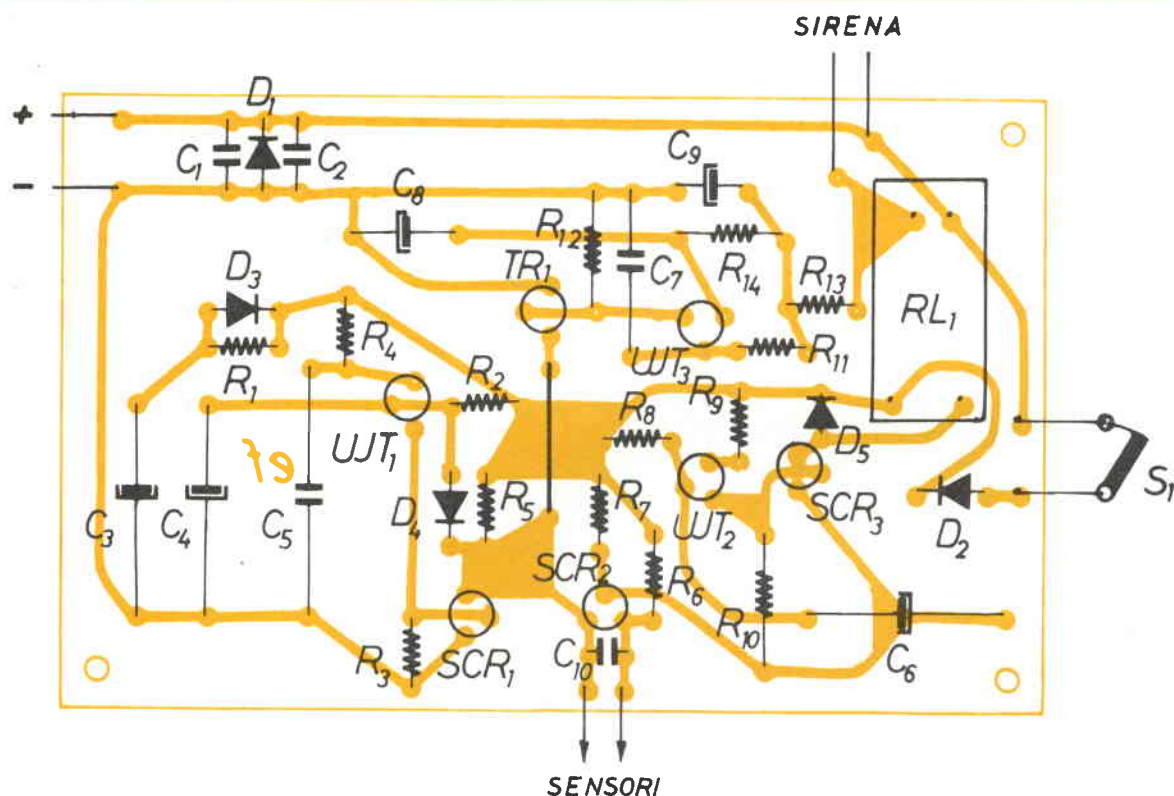 SIRENA
+
D1
C1
C2
-
C8
C9
R12
TR1
C7
R14
D3
R13
RL1
R4
R1
R2
UJT3
R11
R9
R8
UJT1
ef
D5
S1
C3
C4
C5
D4
R5
R7
UJT2
SCR3
D2
SCR2
R6
R10
R3
SCR1
C10
C6
SENSORI